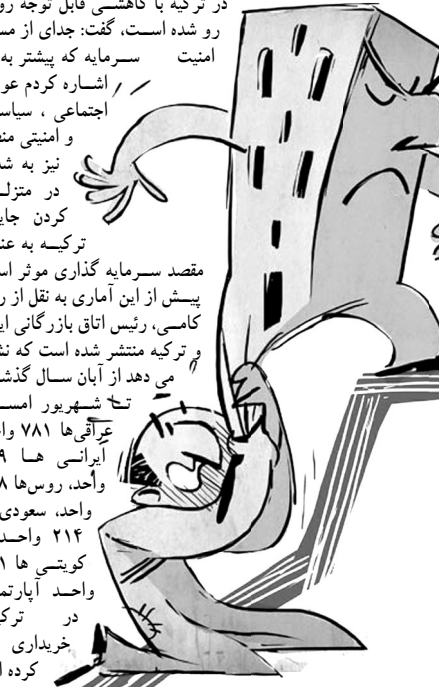 در ترکیه با کاهشی قابل توجه رو
رو شده است، گفت: جدای از مس
امنیت سرمایه که پیشتر به
اشاره کردم عو
اجتماعی ، سیاس
و امنیتی من
نیز به ش
در متزل
کردن جای
ترکیه به عن
مقصد سرمایه گذاری موثر اس
پیش از این آماری به نقل از ر
کامی، رئیس اتاق بازرگانی ای
و ترکیه منتشر شده است که نش
می دهد از آبان سال گذش
تا شهریور امس
عراقی‌ها ۷۸۱ وا
ایرانی ها ۹
واحد، روس‌ها ۸
واحد، سعودی
۲۱۴ واحد
کویتی ها ۱
واحد آپارتم
در ترکی
خریداری
کرده ا